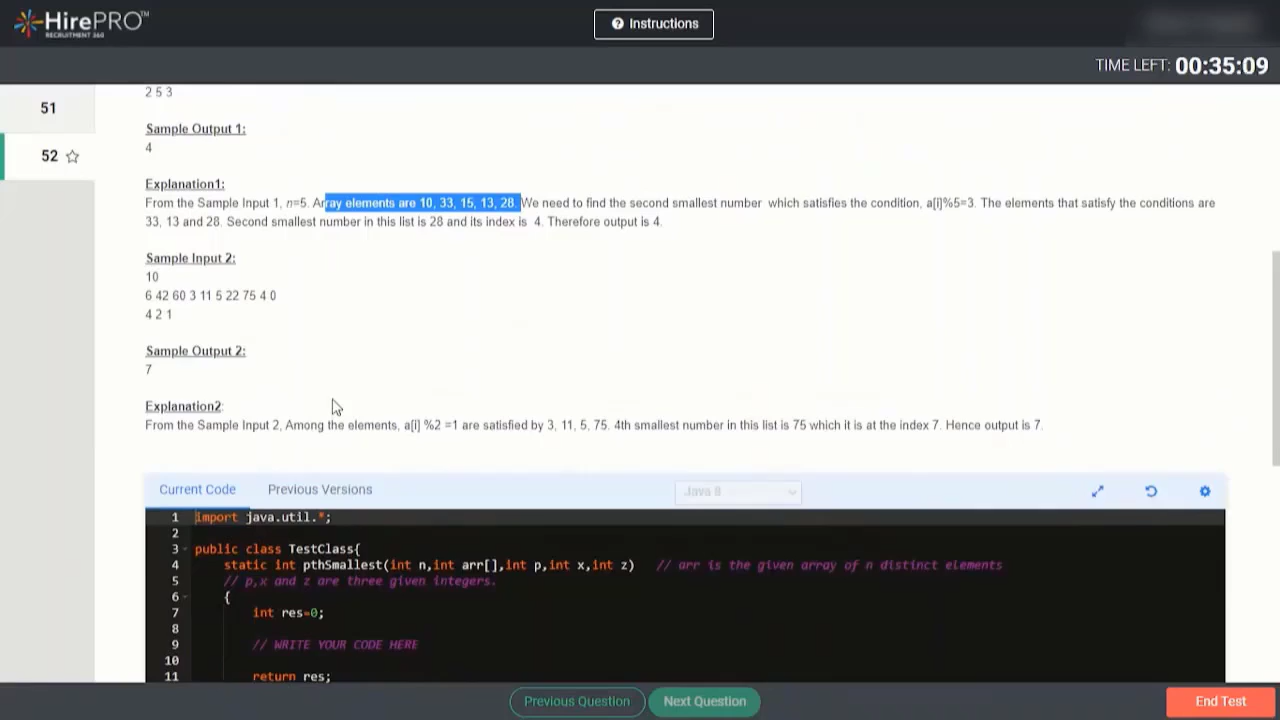 HirePRO™
RECRUITMENT 360
Instructions
TIME LEFT: 00:35:09
51
52
2 5 3
Sample Output 1:
4
Explanation1:
From the Sample Input 1, n=5. Array elements are 10, 33, 15, 13, 28. We need to find the second smallest number which satisfies the condition, a[i]%5=3. The elements that satisfy the conditions are
33, 13 and 28. Second smallest number in this list is 28 and its index is 4. Therefore output is 4.
Sample Input 2:
10
6 42 60 3 11 5 22 75 4 0
4 2 1
Sample Output 2:
7
Explanation2:
From the Sample Input 2, Among the elements, a[i] %2 =1 are satisfied by 3, 11, 5, 75. 4th smallest number in this list is 75 which it is at the index 7. Hence output is 7.
Current Code
Previous Versions
Java 8
1 import java.util.*;
2
3 public class TestClass{
4 static int pthSmallest(int n,int arr[],int p,int x,int z) // arr is the given array of n distinct elements
5 // p,x and z are three given integers.
6 {
7 int res=0;
8
9 // WRITE YOUR CODE HERE
10
11 return res;
Previous Question
Next Question
End Test